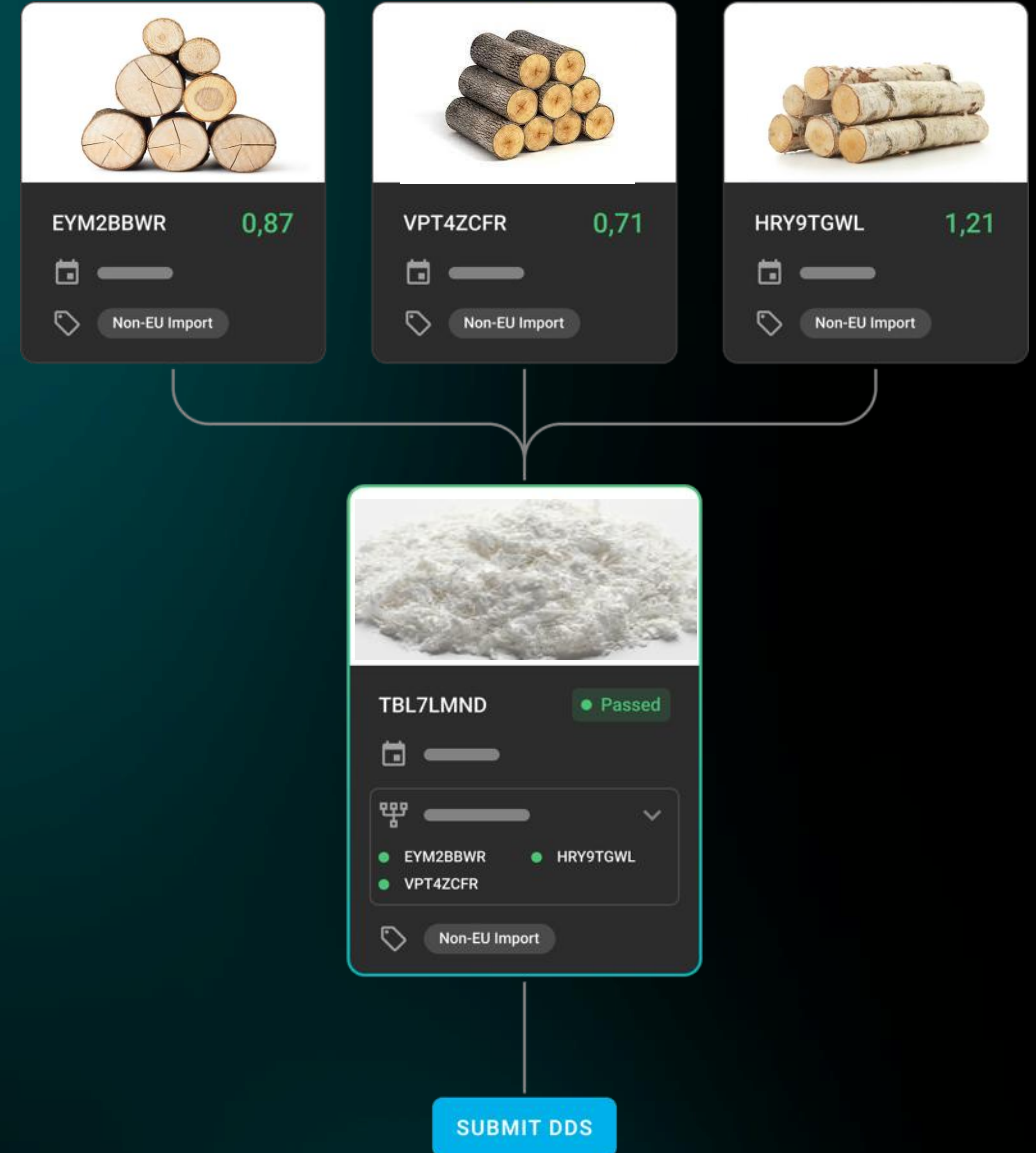 EYM2BBWR 0,87
Non-EU Import
VPT4ZCFR 0,71
Non-EU Import
HRY9TGWL 1,21
Non-EU Import
TBL7LMND Passed
EYM2BBWR HRY9TGWL
VPT4ZCFR
Non-EU Import
SUBMIT DDS